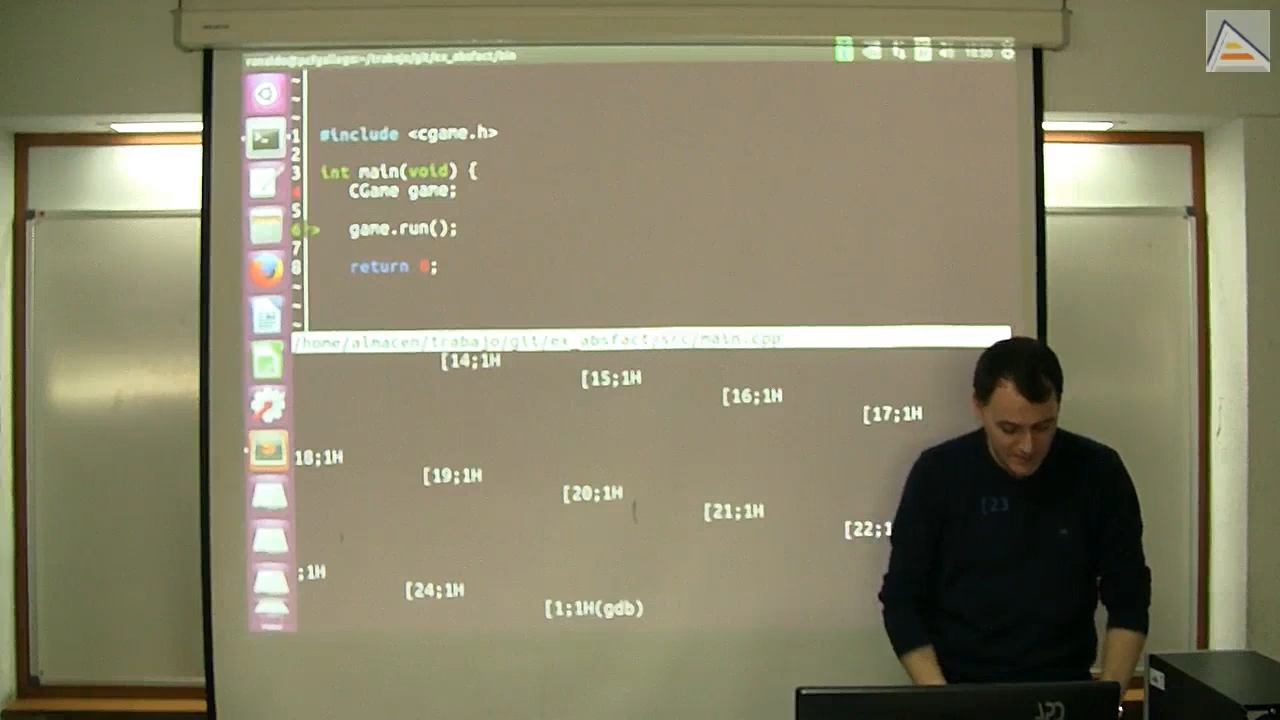 ronaldo@pcfgallego:~/trabajo/git/ex_absfact/bin
1 #include <cgame.h>
2
3 int main(void) {
4 CGame game;
5
6 > game.run();
7
8 return 0;
/home/almacen/trabajo/git/ex_absfact/src/main.cpp
[14;1H
[15;1H
[16;1H
[17;1H
18;1H
[19;1H
[20;1H
[21;1H
[22;1
[23
;1H
[24;1H
[1;1H(gdb)